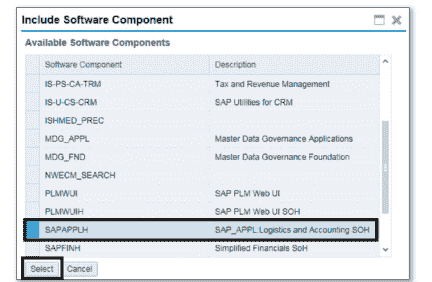 Include Software Component
Available Software Components
Software Component Description
IS-PS-CA-TRM Tax and Revenue Management
IS-U-CS-CRM SAP Utilities for CRM
ISHMED_PREC
MDG_APPL Master Data Governance Applications
MDG_FND Master Data Governance Foundation
NWECM_SEARCH
PLMWUI SAP PLM Web UI
PLMWUIH SAP PLM Web UI SOH
SAPAPPLH SAP_APPL:Logistics and Accounting SOH
SAPFINH Simplified Financials SoH
Select Cancel